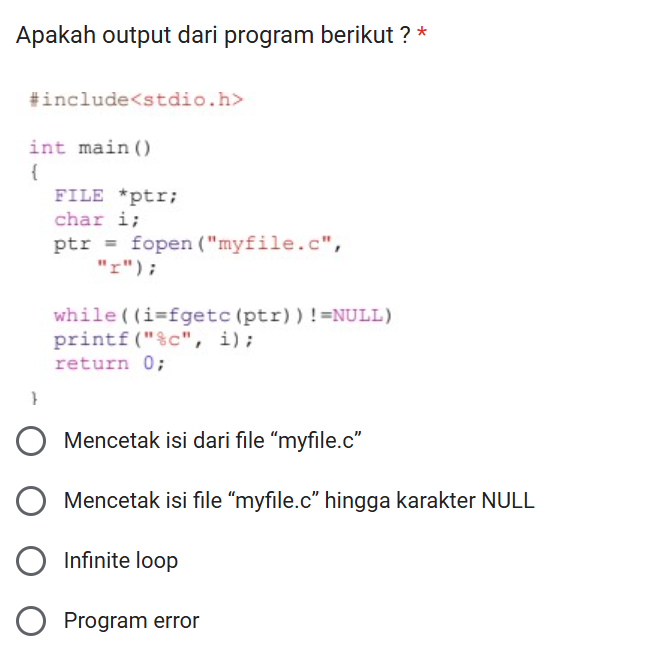 Apakah output dari program berikut ? *
#include<stdio.h>
int main()
{
FILE *ptr;
char i;
ptr = fopen("myfile.c",
"r");
while((i=fgetc(ptr))!=NULL)
printf("%c", i);
return 0;
}
Mencetak isi dari file “myfile.c”
Mencetak isi file “myfile.c” hingga karakter NULL
Infinite loop
Program error